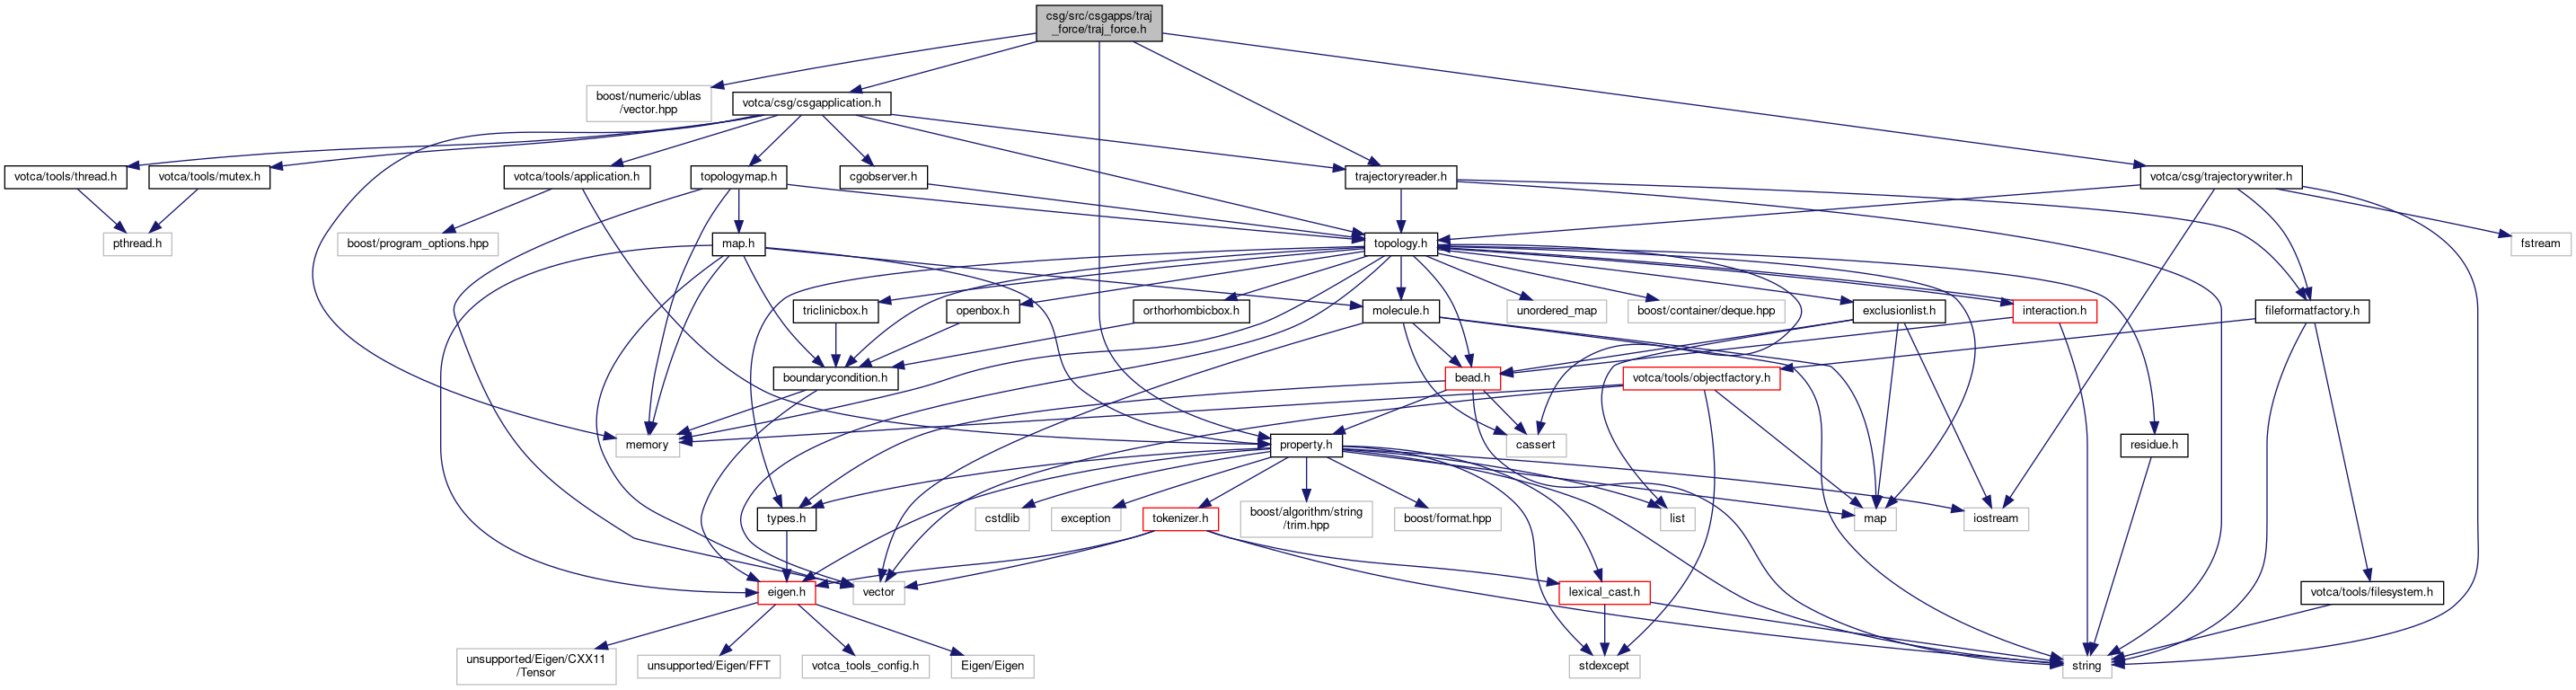 csg/src/csgapps/traj
_force/traj_force.h
boost/numeric/ublas
/vector.hpp
votca/csg/csgapplication.h
votca/tools/thread.h
votca/tools/mutex.h
votca/tools/application.h
topologymap.h
cgobserver.h
trajectoryreader.h
votca/csg/trajectorywriter.h
pthread.h
boost/program_options.hpp
map.h
topology.h
fstream
triclinicbox.h
openbox.h
orthorhombicbox.h
molecule.h
unordered_map
boost/container/deque.hpp
exclusionlist.h
interaction.h
fileformatfactory.h
boundarycondition.h
bead.h
votca/tools/objectfactory.h
memory
property.h
cassert
residue.h
types.h
cstdlib
exception
tokenizer.h
boost/algorithm/string
/trim.hpp
boost/format.hpp
list
map
iostream
eigen.h
vector
lexical_cast.h
votca/tools/filesystem.h
unsupported/Eigen/CXX11
/Tensor
unsupported/Eigen/FFT
votca_tools_config.h
Eigen/Eigen
stdexcept
string